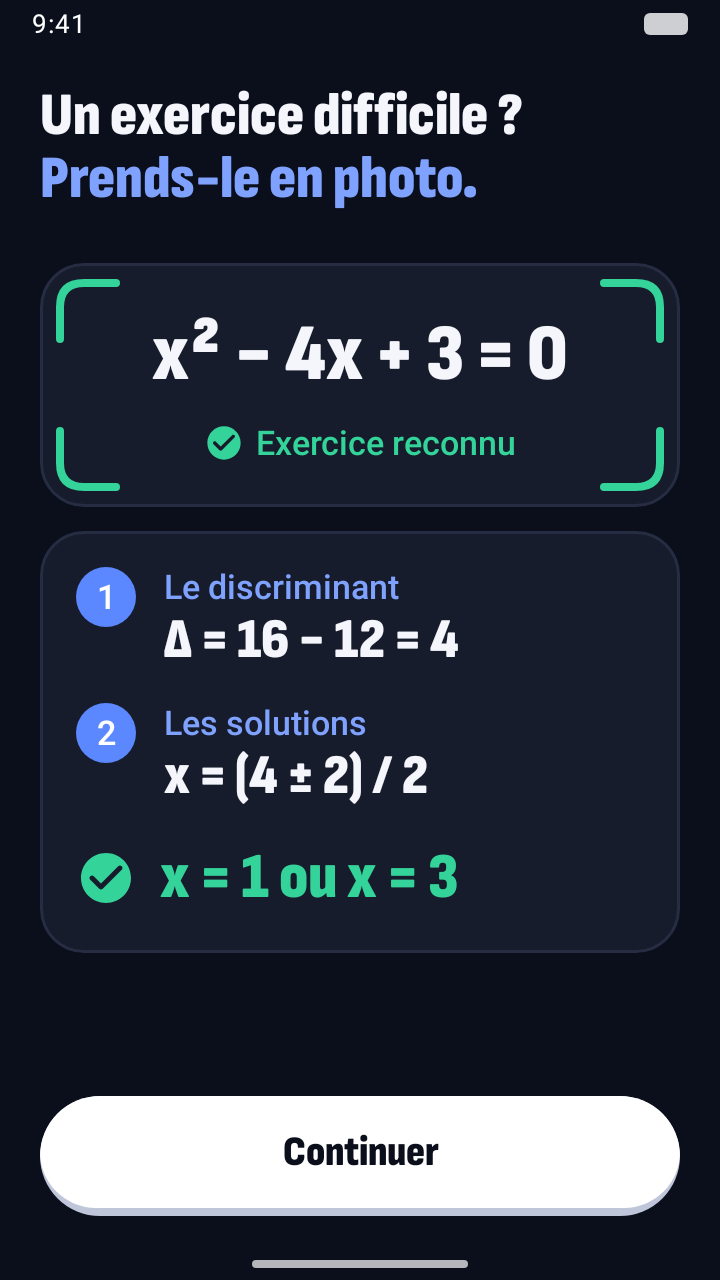 9:41
Un exercice difficile ?
Prends-le en photo.
x² – 4x + 3 = 0
Exercice reconnu
1
Le discriminant
Δ = 16 – 12 = 4
2
Les solutions
x = (4 ± 2) / 2
x = 1 ou x = 3
Continuer